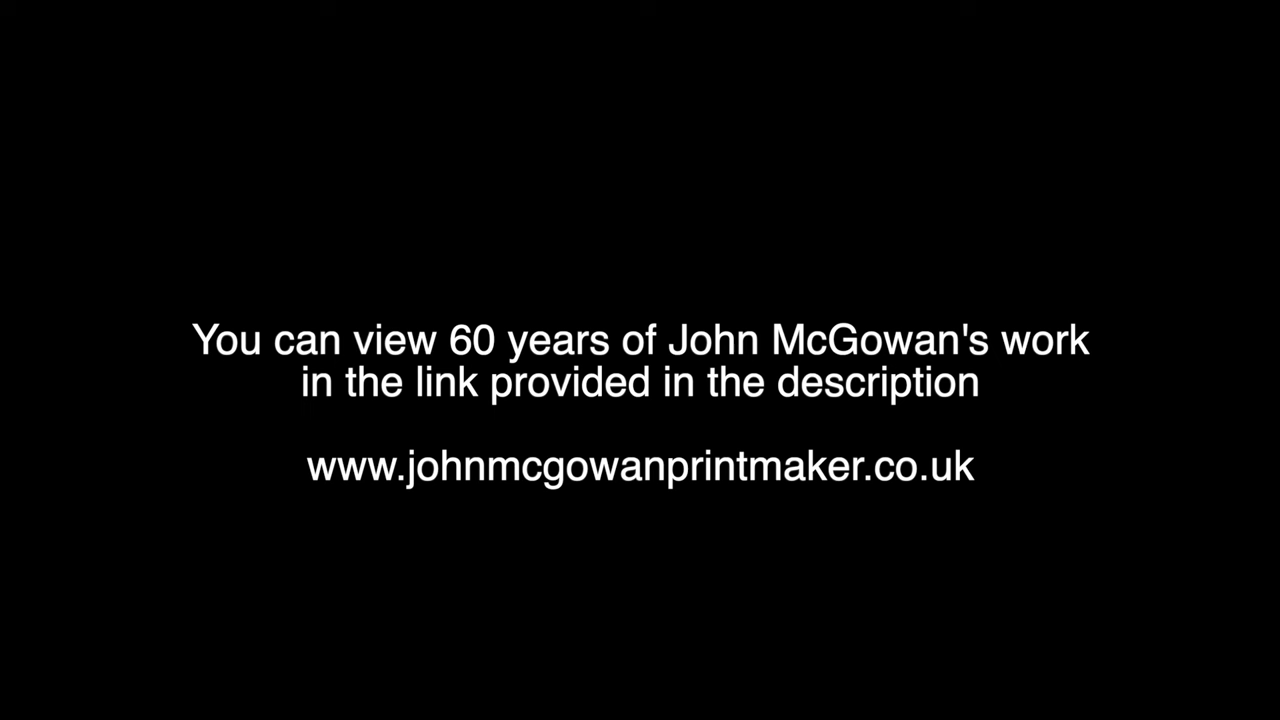 You can view 60 years of John McGowan's work
in the link provided in the description
www.johnmcgowanprintmaker.co.uk